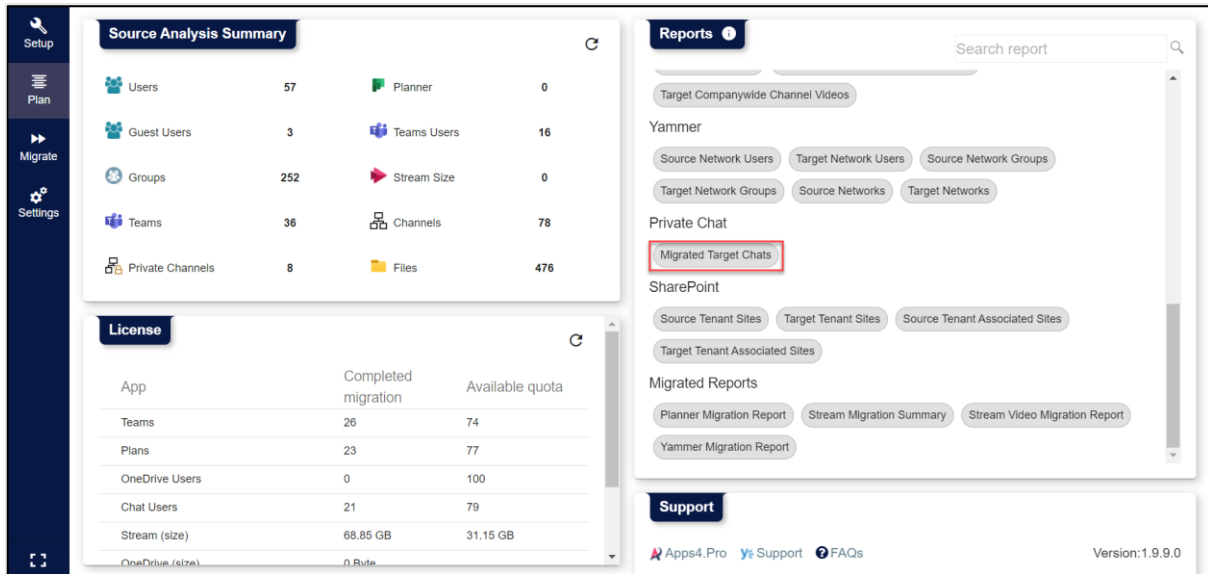 Setup
Plan
Migrate
Settings
Source Analysis Summary
Users 57 Planner 0
Guest Users 3 Teams Users 16
Groups 252 Stream Size 0
Teams 36 Channels 78
Private Channels 8 Files 476
License
App Completed migration Available quota
Teams 26 74
Plans 23 77
OneDrive Users 0 100
Chat Users 21 79
Stream (size) 68.85 GB 31.15 GB
OneDrive (size) 0 Byte
Reports
Search report
Target Companywide Channel Videos
Yammer
Source Network Users Target Network Users Source Network Groups
Target Network Groups Source Networks Target Networks
Private Chat
Migrated Target Chats
SharePoint
Source Tenant Sites Target Tenant Sites Source Tenant Associated Sites
Target Tenant Associated Sites
Migrated Reports
Planner Migration Report Stream Migration Summary Stream Video Migration Report
Yammer Migration Report
Support
Apps4.Pro Support FAQs Version:1.9.9.0